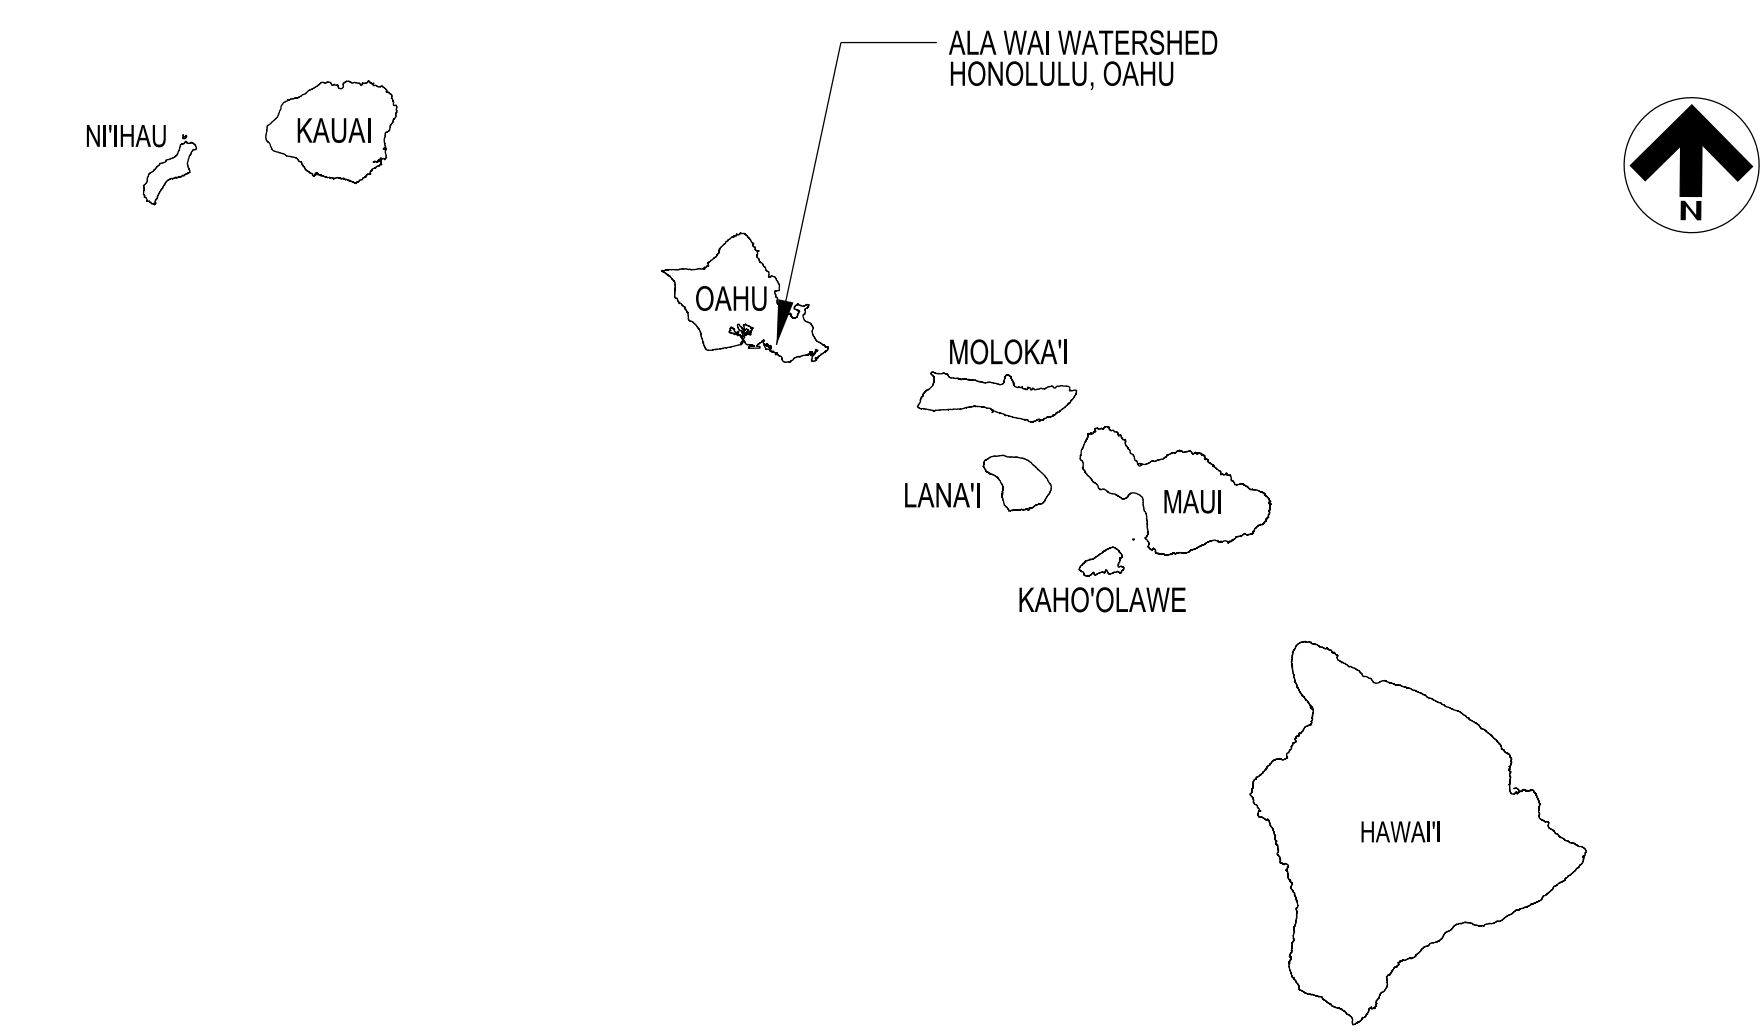 ALA WAI WATERSHED
HONOLULU, OAHU
NI'IHAU
KAUAI
N
OAHU
MOLOKA'I
LANA'I
MAUI
KAHO'OLAWE
HAWAI'I